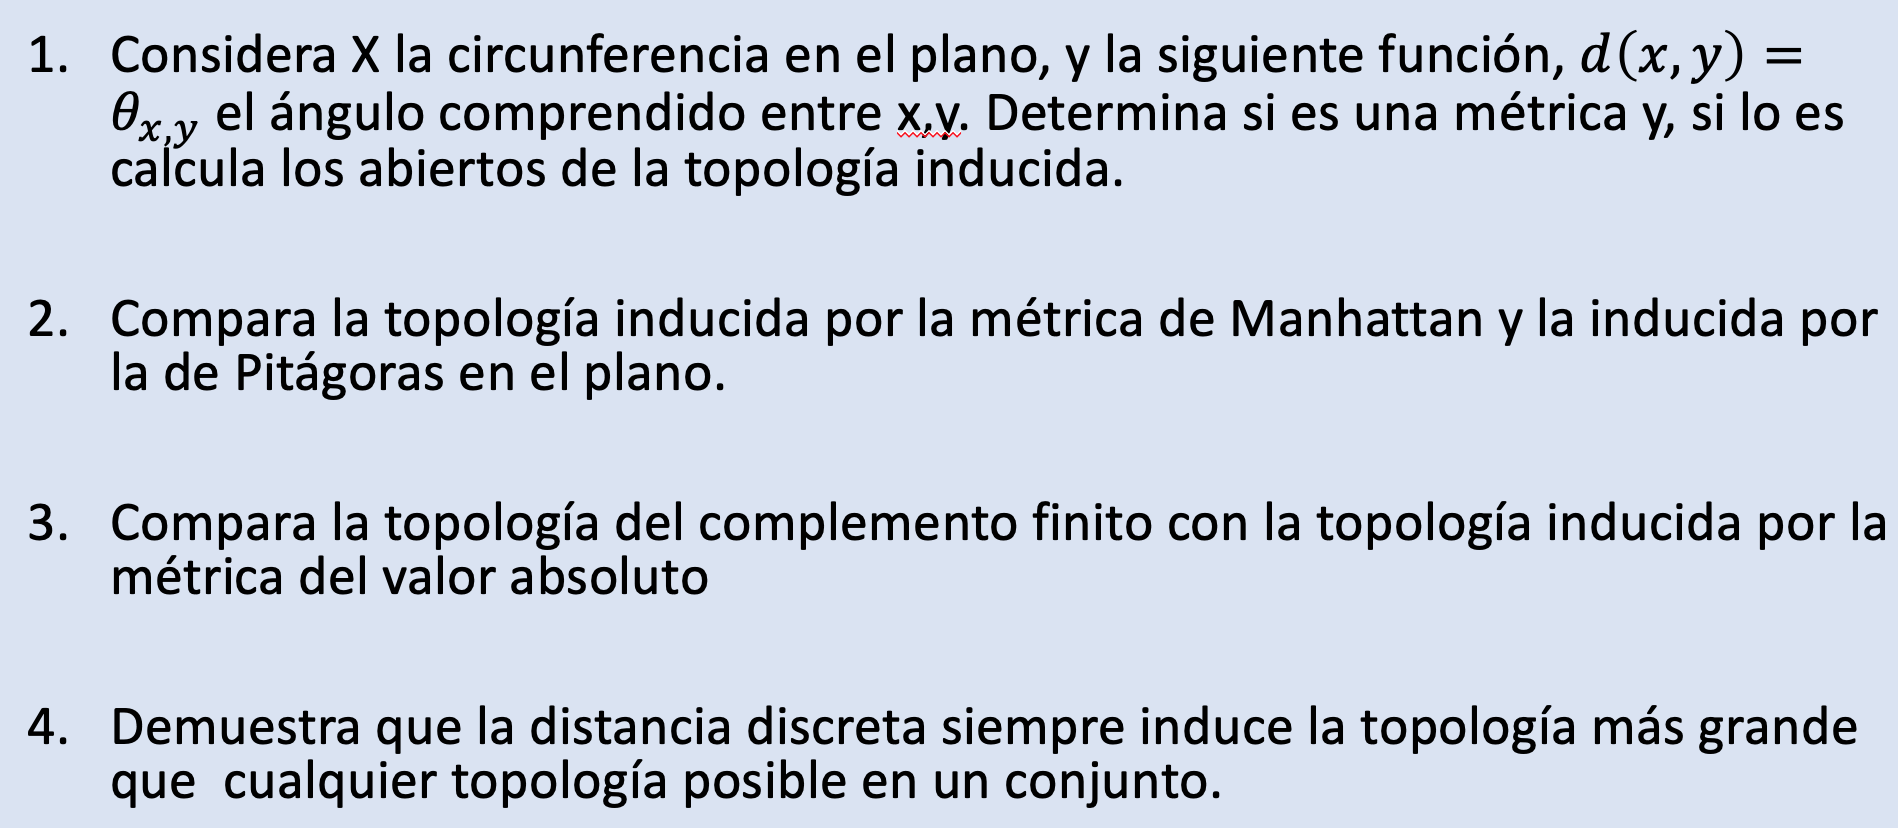 1. Considera X la circunferencia en el plano, y la siguiente función, 𝑑(𝑥, 𝑦) =
𝜃𝑥,𝑦 el ángulo comprendido entre x,y. Determina si es una métrica y, si lo es
calcula los abiertos de la topología inducida.
2. Compara la topología inducida por la métrica de Manhattan y la inducida por
la de Pitágoras en el plano.
3. Compara la topología del complemento finito con la topología inducida por la
métrica del valor absoluto
4. Demuestra que la distancia discreta siempre induce la topología más grande
que cualquier topología posible en un conjunto.